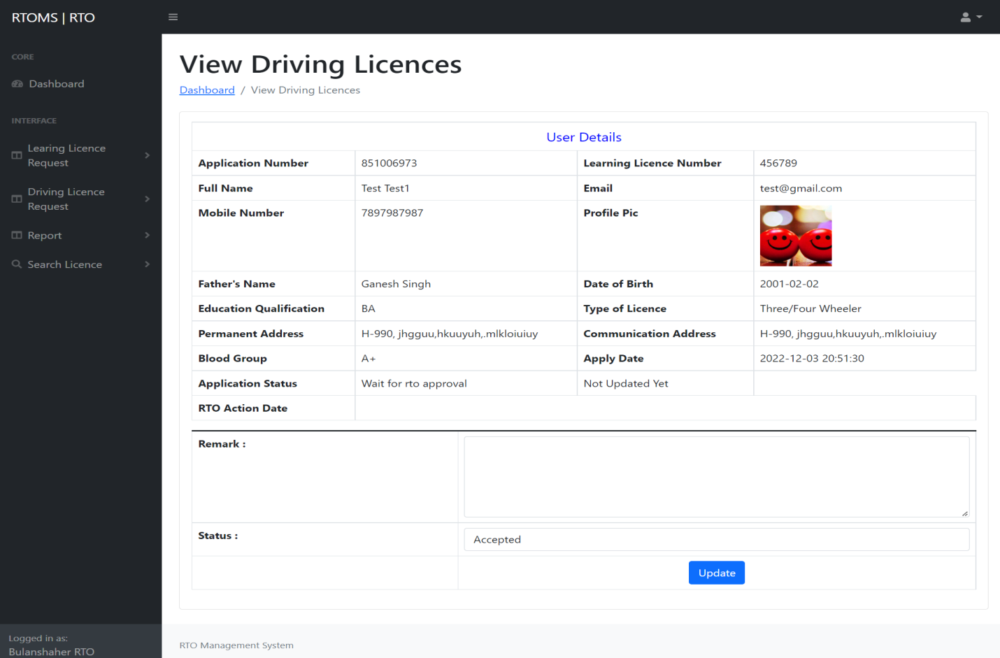 RTOMS | RTO
CORE
Dashboard
INTERFACE
Learing Licence
Request
Driving Licence
Request
Report
Search Licence
Logged in as:
Bulanshaher RTO
View Driving Licences
Dashboard / View Driving Licences
User Details
Application Number 851006973 Learning Licence Number 456789
Full Name Test Test1 Email test@gmail.com
Mobile Number 7897987987 Profile Pic
Father's Name Ganesh Singh Date of Birth 2001-02-02
Education Qualification BA Type of Licence Three/Four Wheeler
Permanent Address H-990, jhgguu,hkuuyuh,.mlkloiuiuy Communication Address H-990, jhgguu,hkuuyuh,.mlkloiuiuy
Blood Group A+ Apply Date 2022-12-03 20:51:30
Application Status Wait for rto approval Not Updated Yet
RTO Action Date
Remark :
Status : Accepted
Update
RTO Management System